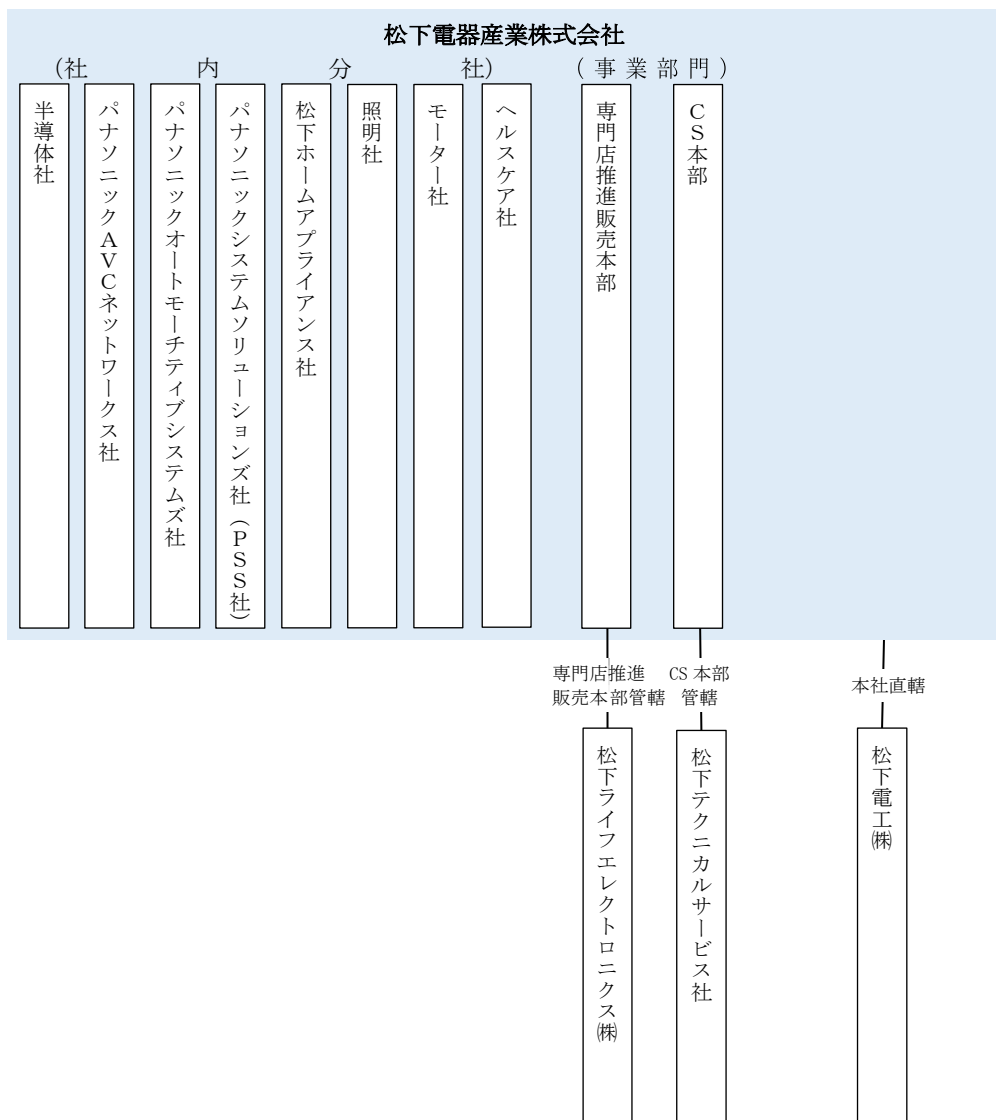 松下電器産業株式会社
（社内分社）
（事業部門）
半導体社
パナソニックＡＶＣネットワークス社
パナソニックオートモーチティブシステムズ社
パナソニックシステムソリューションズ社（ＰＳＳ社）
松下ホームアプライアンス社
照明社
モーター社
ヘルスケア社
専門店推進販売本部
ＣＳ本部
専門店推進
販売本部管轄
CS 本部
管轄
本社直轄
松下ライフエレクトロニクス㈱
松下テクニカルサービス社
松下電工㈱